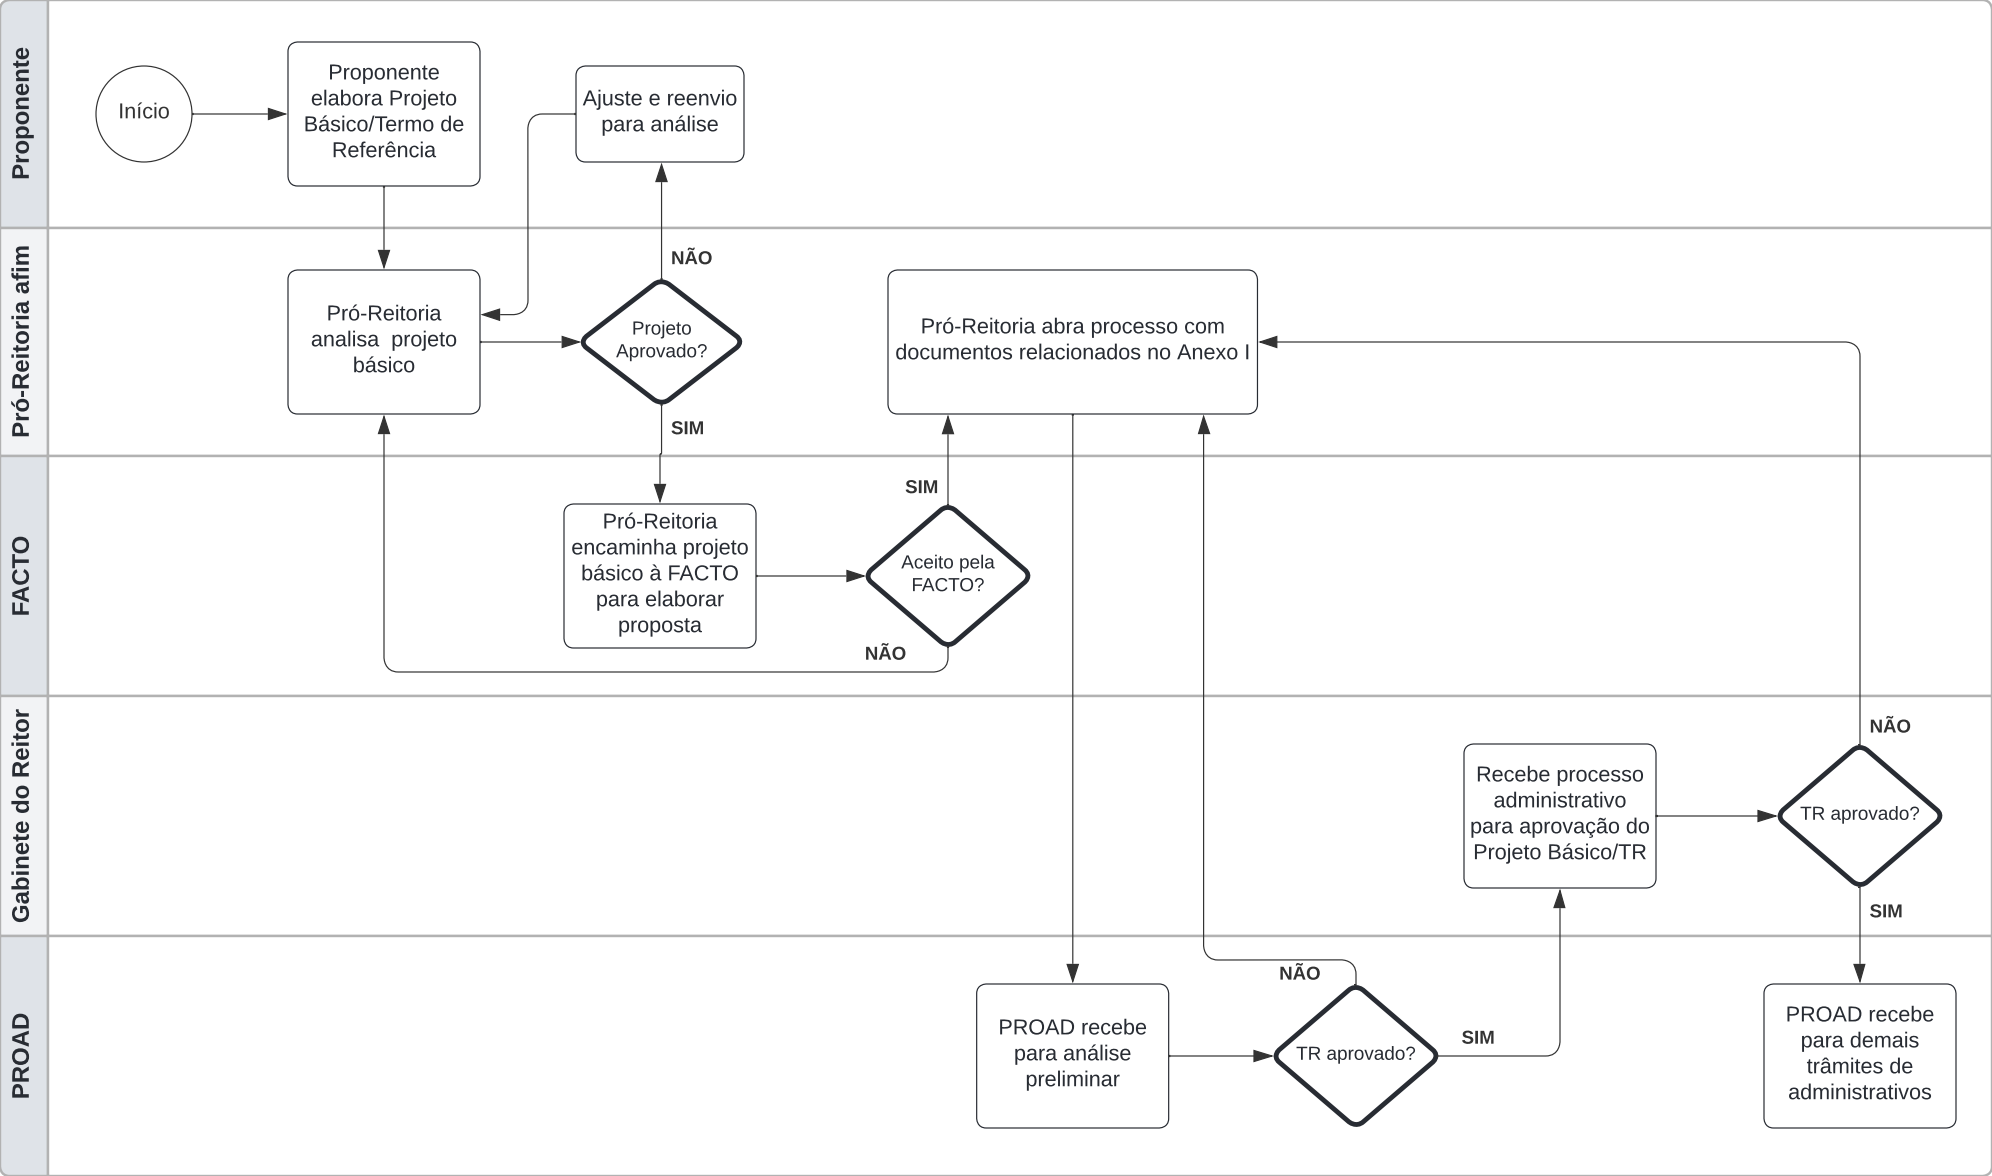 Proponente
Início
Proponente
elabora Projeto
Básico/Termo de
Referência
Ajuste e reenvio
para análise
Pró-Reitoria afim
Pró-Reitoria
analisa  projeto
básico
NÃO
Projeto
Aprovado?
SIM
Pró-Reitoria abra processo com
documentos relacionados no Anexo I
FACTO
Pró-Reitoria
encaminha projeto
básico à FACTO
para elaborar
proposta
SIM
Aceito pela
FACTO?
NÃO
Gabinete do Reitor
Recebe processo
administrativo
para aprovação do
Projeto Básico/TR
NÃO
TR aprovado?
SIM
PROAD
PROAD recebe
para análise
preliminar
NÃO
TR aprovado?
SIM
PROAD recebe
para demais
trâmites de
administrativos